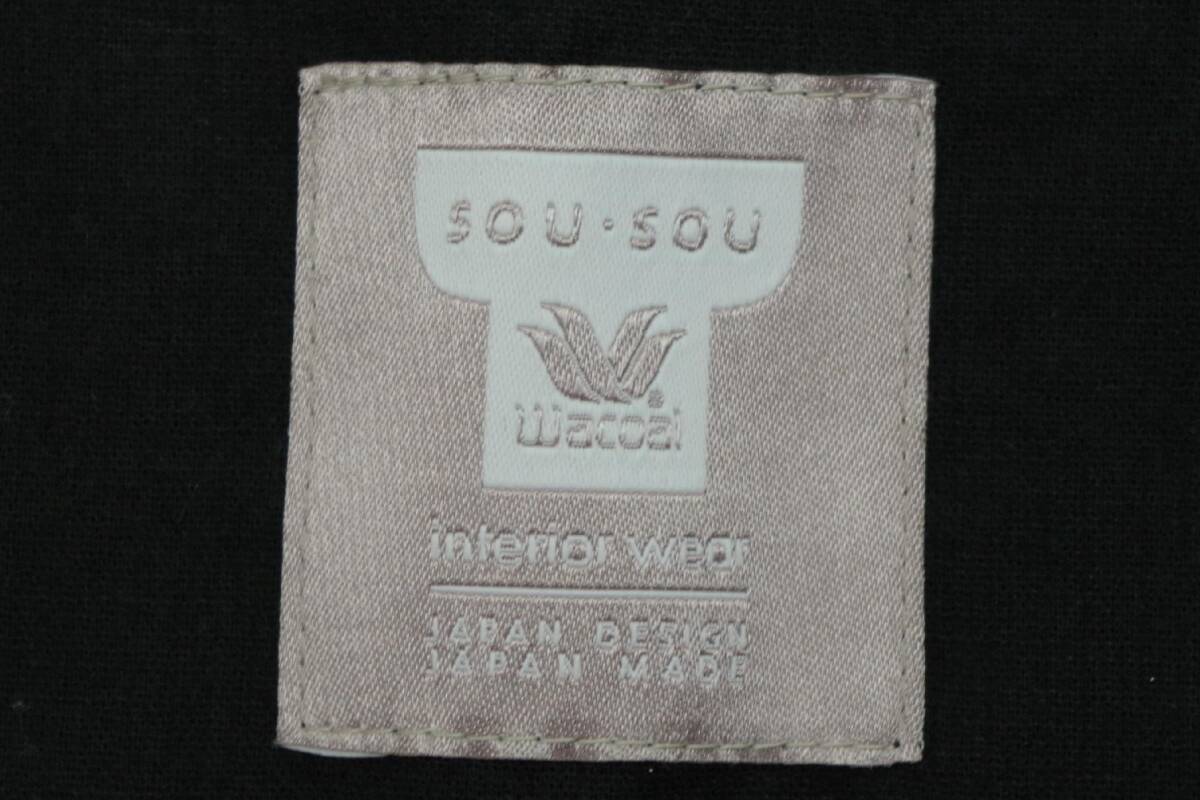 SOU・SOU
Wacoal®
interior wear
JAPAN DESIGN
JAPAN MADE